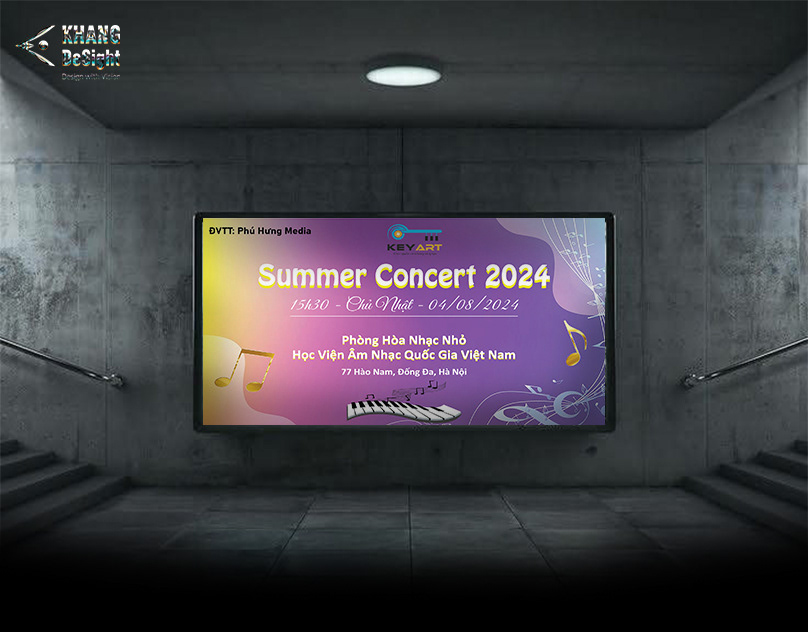 KHANG
DeSight
Design with Vision
ĐVTT: Phú Hưng Media
KEYART
Summer Concert 2024
15h30 - Chủ Nhật - 04/08/2024
Phòng Hòa Nhạc Nhỏ
Học Viện Âm Nhạc Quốc Gia Việt Nam
77 Hào Nam, Đống Đa, Hà Nội